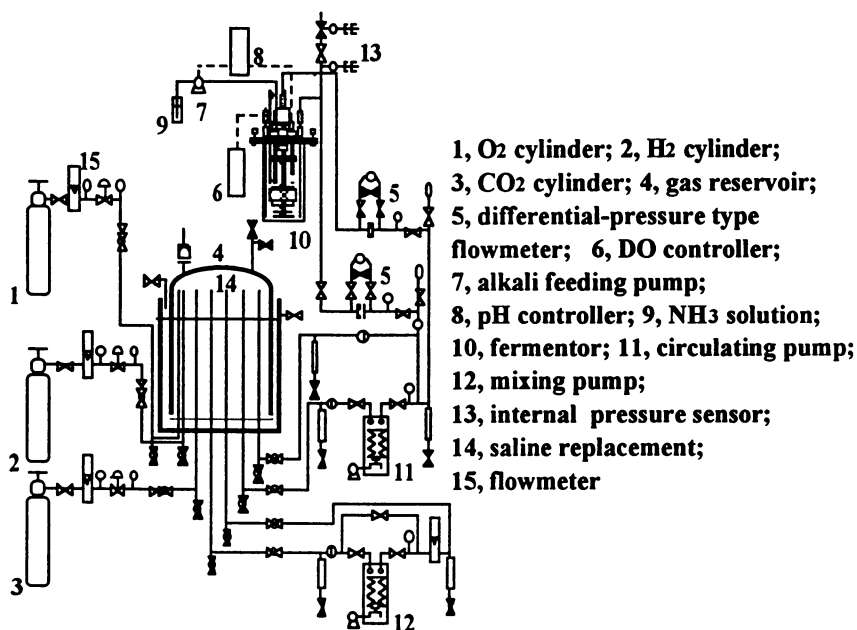 13
8
7
9
15
6
5
10
4
14
1
5
2
11
3
12
1, O2 cylinder; 2, H2 cylinder;
3, CO2 cylinder; 4, gas reservoir;
5, differential-pressure type
flowmeter; 6, DO controller;
7, alkali feeding pump;
8, pH controller; 9, NH3 solution;
10, fermentor; 11, circulating pump;
12, mixing pump;
13, internal pressure sensor;
14, saline replacement;
15, flowmeter